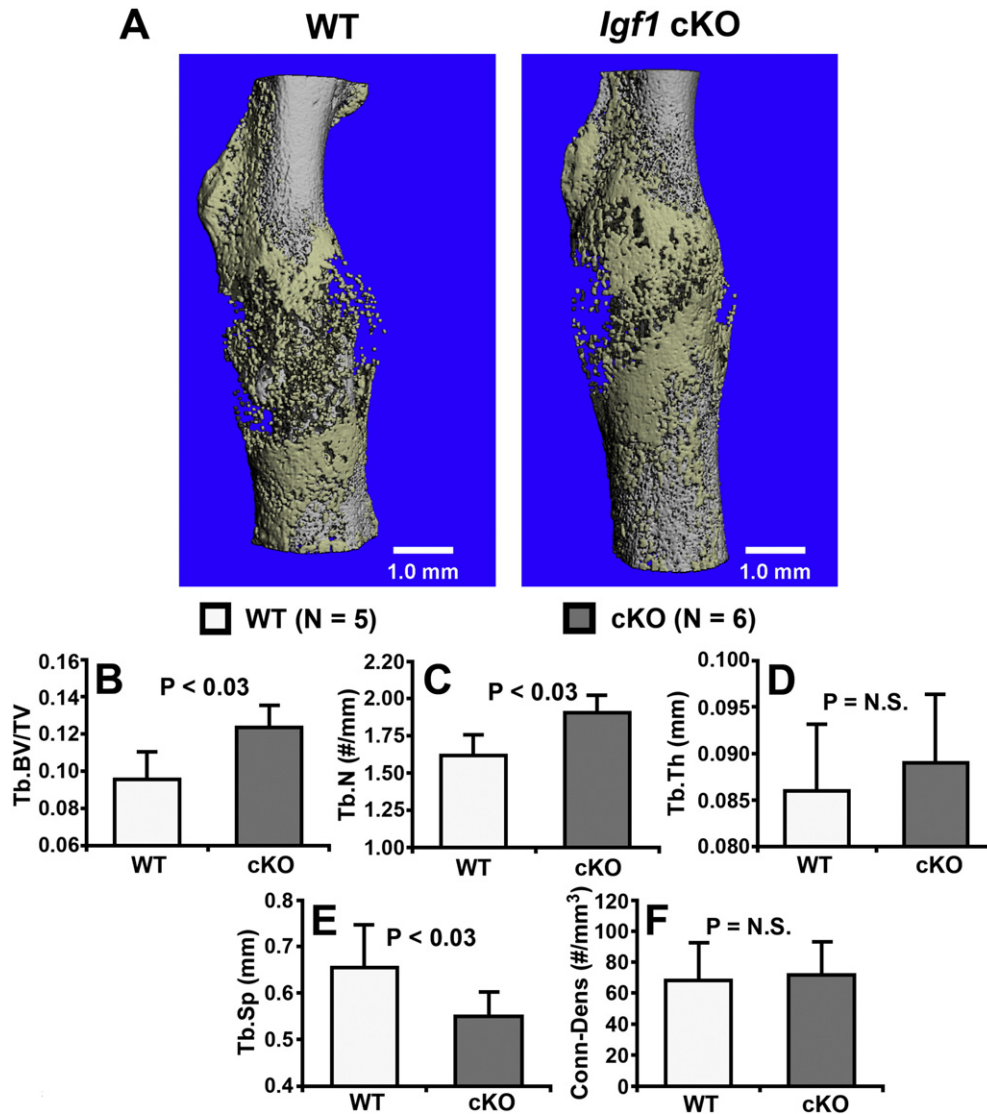 A
WT
Igf1 cKO
1.0 mm
1.0 mm
WT (N = 5)
cKO (N = 6)
B
P < 0.03
Tb.BV/TV
0.16
0.14
0.12
0.10
0.08
0.06
WT
cKO
C
P < 0.03
Tb.N (#/mm)
2.20
2.00
1.75
1.50
1.25
1.00
WT
cKO
D
P = N.S.
Tb.Th (mm)
0.100
0.095
0.090
0.085
0.080
WT
cKO
E
P < 0.03
Tb.Sp (mm)
0.8
0.7
0.6
0.5
0.4
WT
cKO
F
P = N.S.
Conn-Dens (#/mm³)
120
100
80
60
40
20
0
WT
cKO